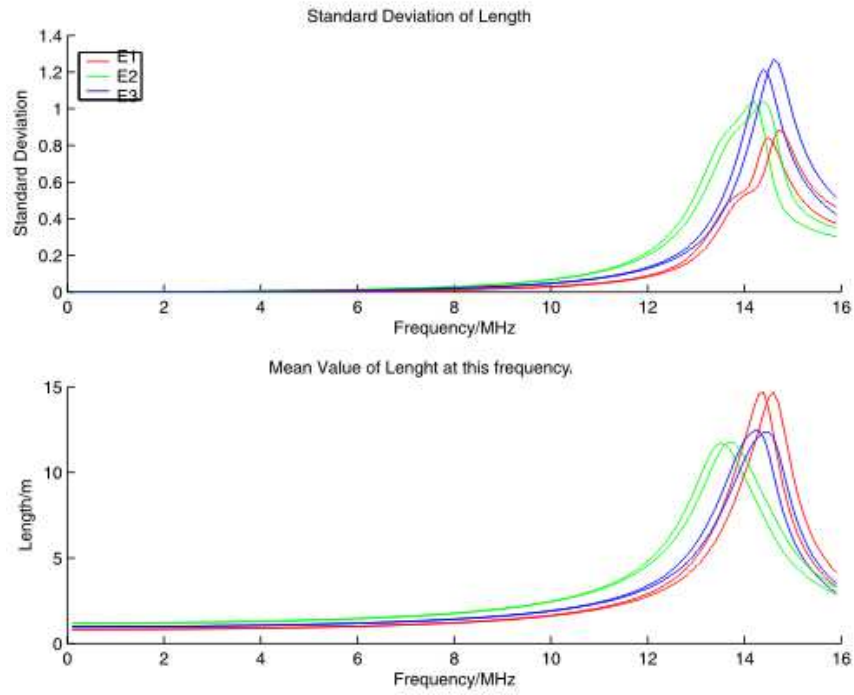 Standard Deviation of Length
1.4
1.2
1
0.8
0.6
0.4
0.2
0
Standard Deviation
E1
E2
E3
0 2 4 6 8 10 12 14 16
Frequency/MHz
Mean Value of Lenght at this frequency.
15
10
5
0
Length/m
0 2 4 6 8 10 12 14 16
Frequency/MHz